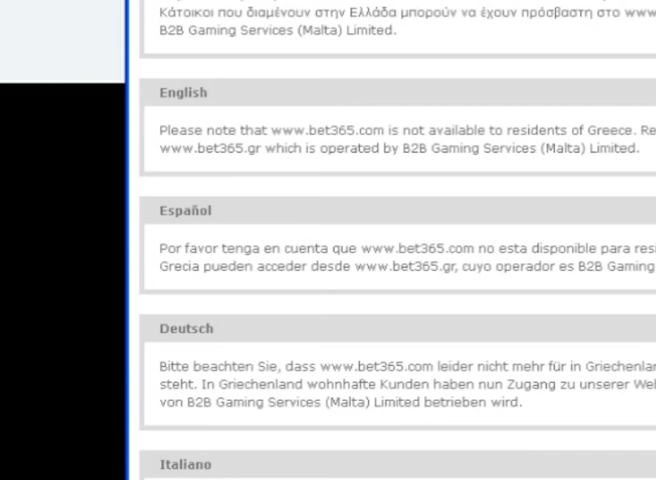 Κάτοικοι που διαμένουν στην Ελλάδα μπορούν να έχουν πρόσβαση στο www
B2B Gaming Services (Malta) Limited.
English
Please note that www.bet365.com is not available to residents of Greece. Re
www.bet365.gr which is operated by B2B Gaming Services (Malta) Limited.
Español
Por favor tenga en cuenta que www.bet365.com no esta disponible para res
Grecia pueden acceder desde www.bet365.gr, cuyo operador es B2B Gaming
Deutsch
Bitte beachten Sie, dass www.bet365.com leider nicht mehr für in Griechenlan
steht. In Griechenland wohnhafte Kunden haben nun Zugang zu unserer Wel
von B2B Gaming Services (Malta) Limited betrieben wird.
Italiano